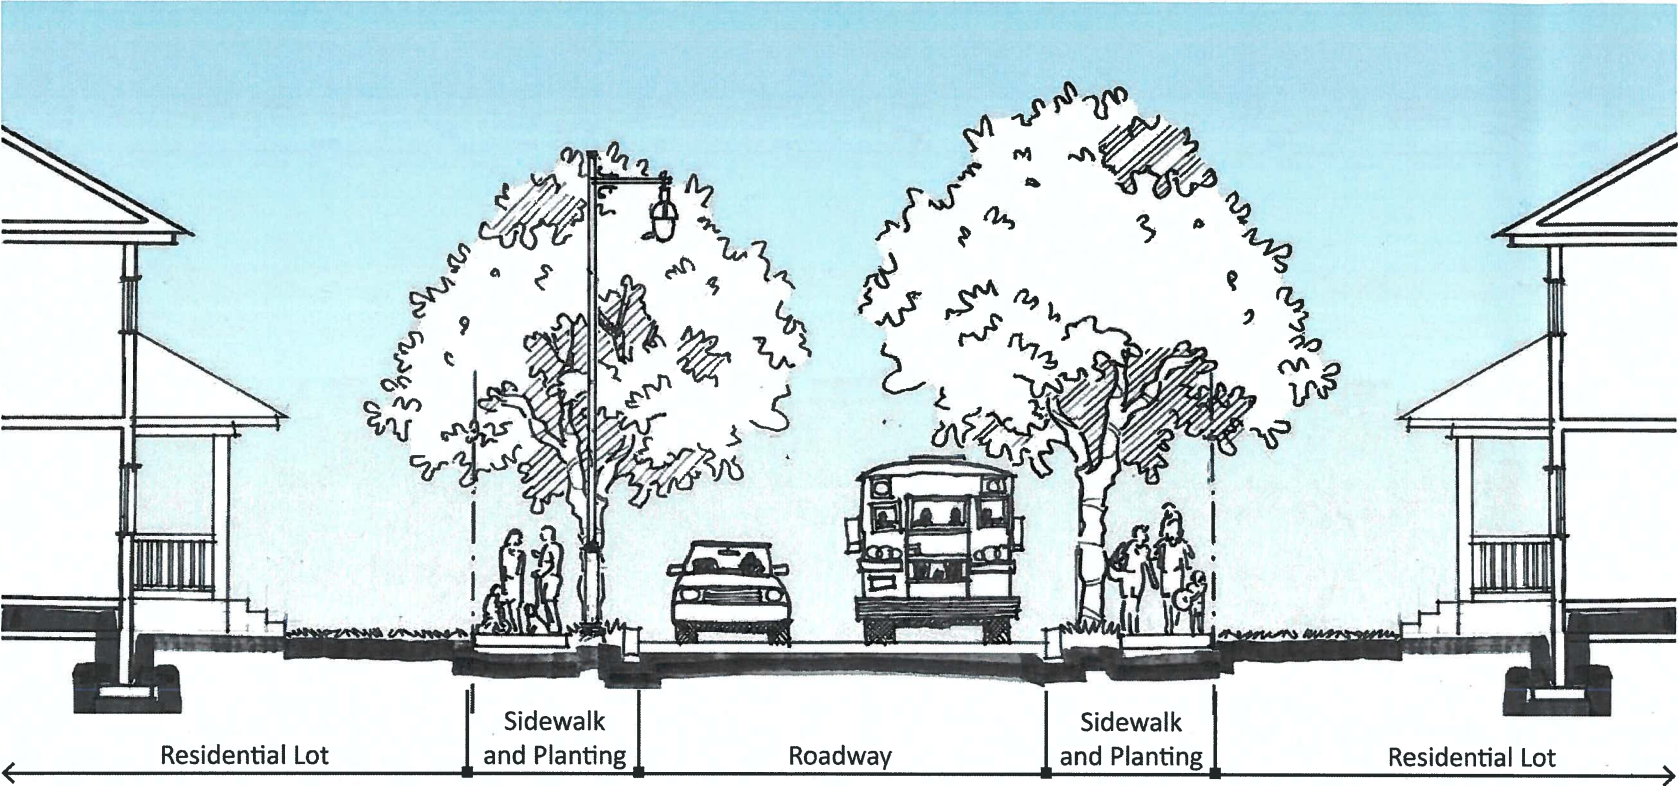 Residential Lot
Sidewalk
and Planting
Roadway
Sidewalk
and Planting
Residential Lot